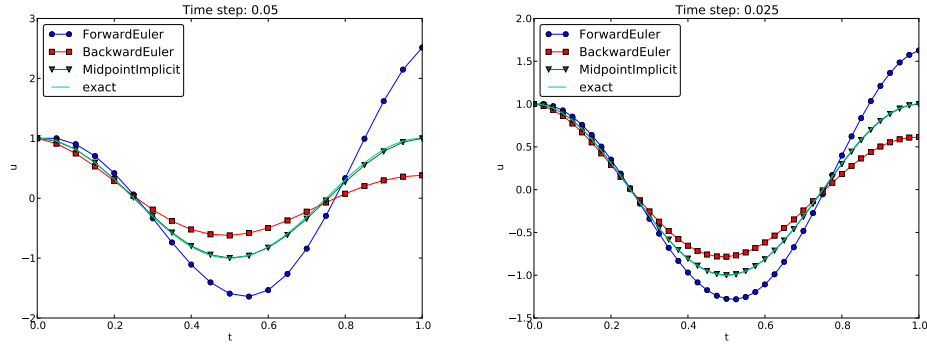 Time step: 0.05
3
2
1
0
−1
−2
u
ForwardEuler
BackwardEuler
MidpointImplicit
exact
0.0 0.2 0.4 0.6 0.8 1.0
t
Time step: 0.025
2.0
1.5
1.0
0.5
0.0
−0.5
−1.0
−1.5
u
ForwardEuler
BackwardEuler
MidpointImplicit
exact
0.0 0.2 0.4 0.6 0.8 1.0
t